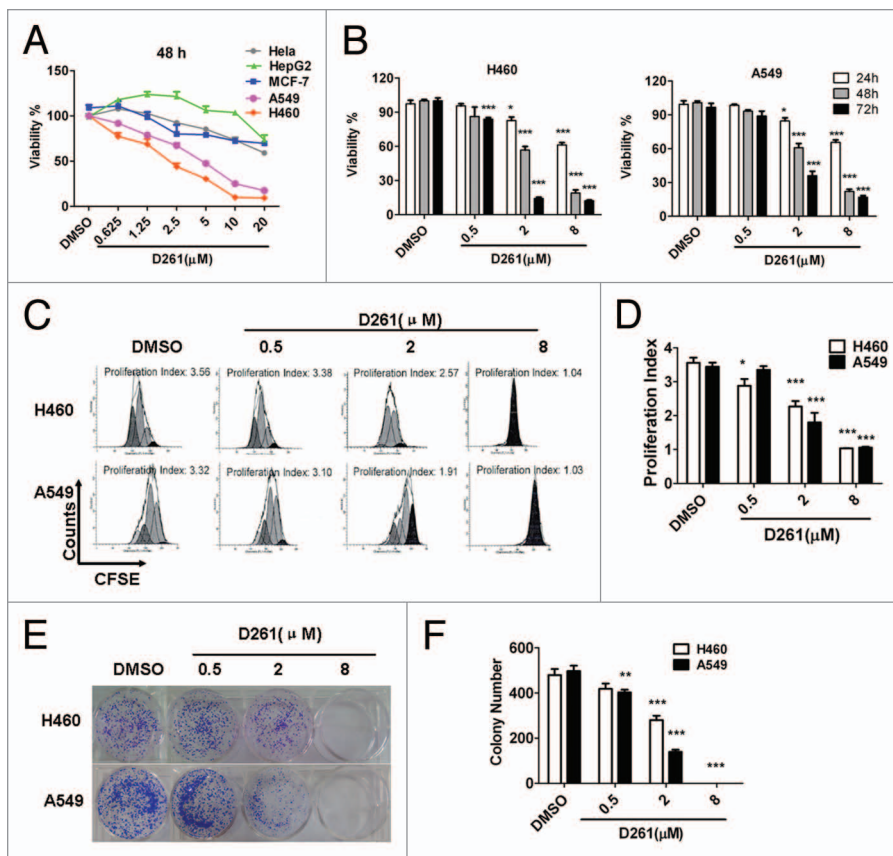 A
48 h
Hela
HepG2
MCF-7
A549
H460
Viability %
150
100
50
0
DMSO
0.625
1.25
2.5
5
10
20
D261(μM)
B
H460
Viability %
120
90
60
30
0
***
*
***
***
***
***
***
DMSO
0.5
2
8
D261(μM)
A549
24h
48h
72h
Viability %
120
90
60
30
0
*
***
***
***
***
***
DMSO
0.5
2
8
D261(μM)
C
D261( μ M)
DMSO
0.5
2
8
H460
Proliferation Index: 3.56
Proliferation Index: 3.38
Proliferation Index: 2.57
Proliferation Index: 1.04
A549
Proliferation Index: 3.32
Proliferation Index: 3.10
Proliferation Index: 1.91
Proliferation Index: 1.03
Counts
CFSE
D
H460
A549
Proliferation Index
4
3
2
1
0
*
***
***
***
***
DMSO
0.5
2
8
D261(μM)
E
D261( μ M)
DMSO
0.5
2
8
H460
A549
F
H460
A549
Colony Number
600
400
200
0
**
***
***
***
DMSO
0.5
2
8
D261(μM)